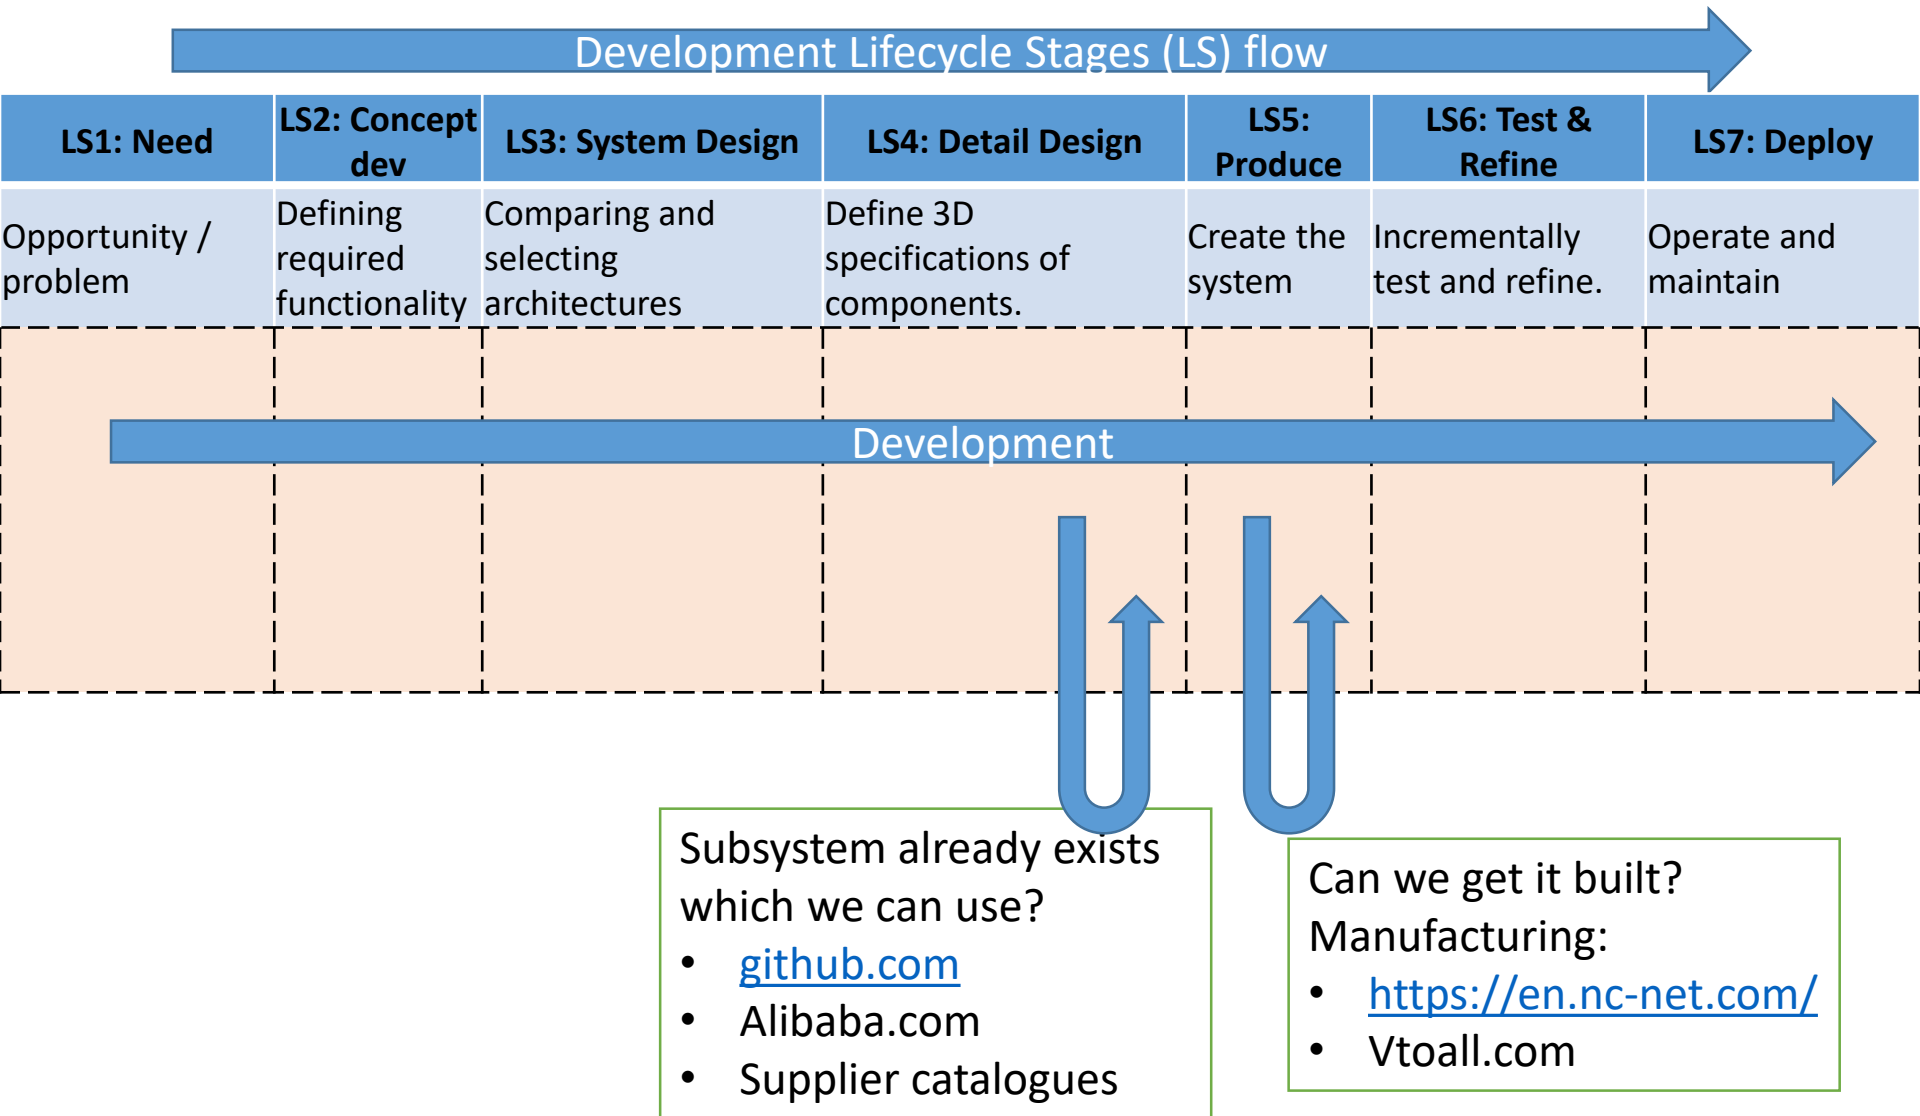 Development Lifecycle Stages (LS) flow
LS1: Need
LS2: Concept
dev
LS3: System Design
LS4: Detail Design
LS5:
Produce
LS6: Test &
Refine
LS7: Deploy
Opportunity /
problem
Defining
required
functionality
Comparing and
selecting
architectures
Define 3D
specifications of
components.
Create the
system
Incrementally
test and refine.
Operate and
maintain
Development
Subsystem already exists
which we can use?
• github.com
• Alibaba.com
• Supplier catalogues
Can we get it built?
Manufacturing:
• https://en.nc-net.com/
• Vtoall.com